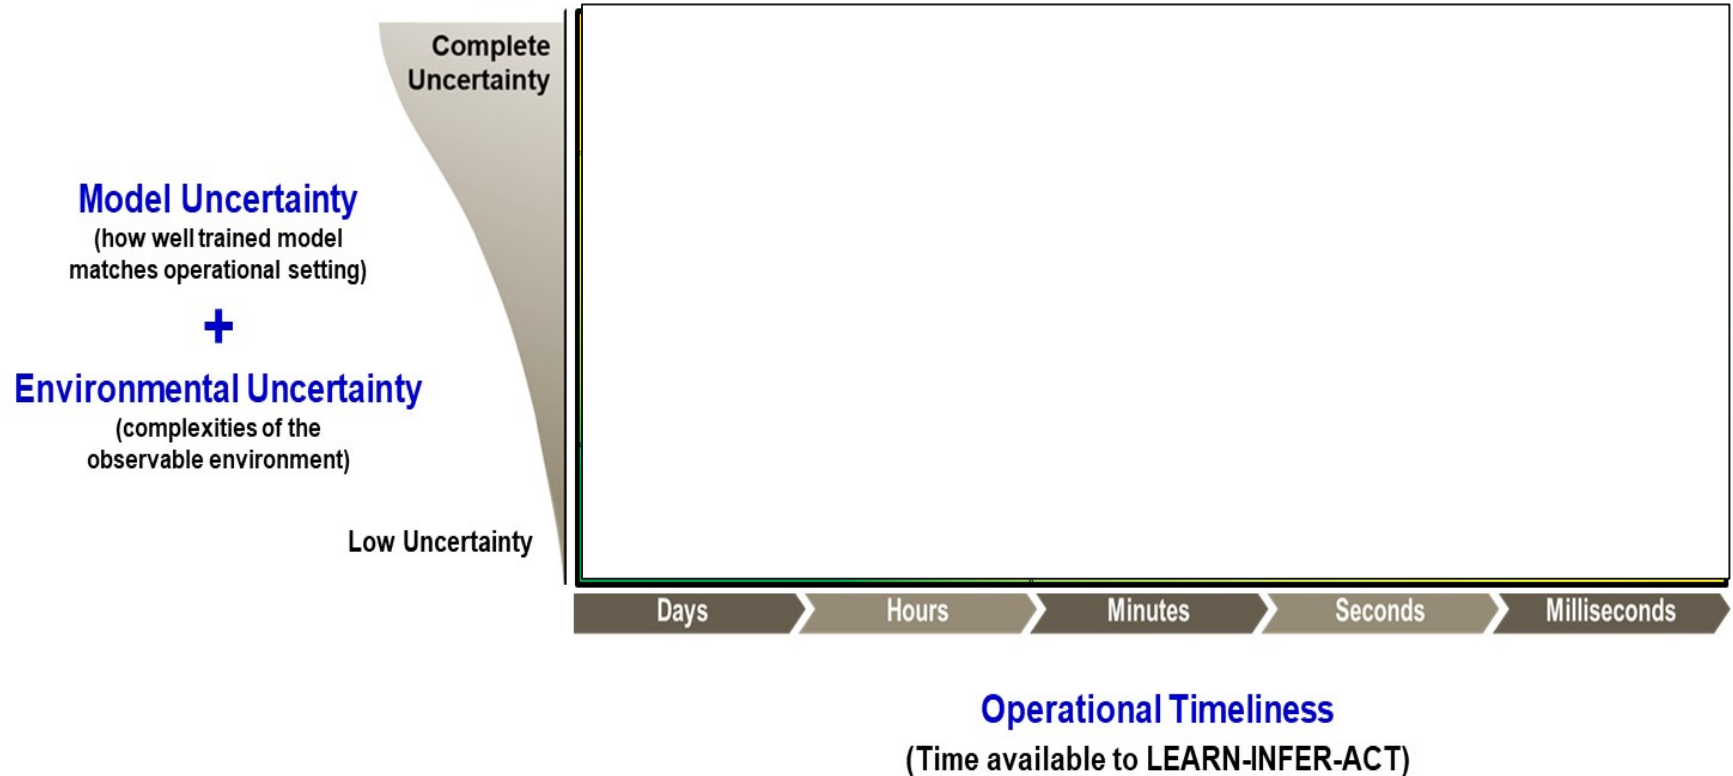 Complete
Uncertainty
Model Uncertainty
(how well trained model
matches operational setting)
+
Environmental Uncertainty
(complexities of the
observable environment)
Low Uncertainty
Days
Hours
Minutes
Seconds
Milliseconds
Operational Timeliness
(Time available to LEARN-INFER-ACT)